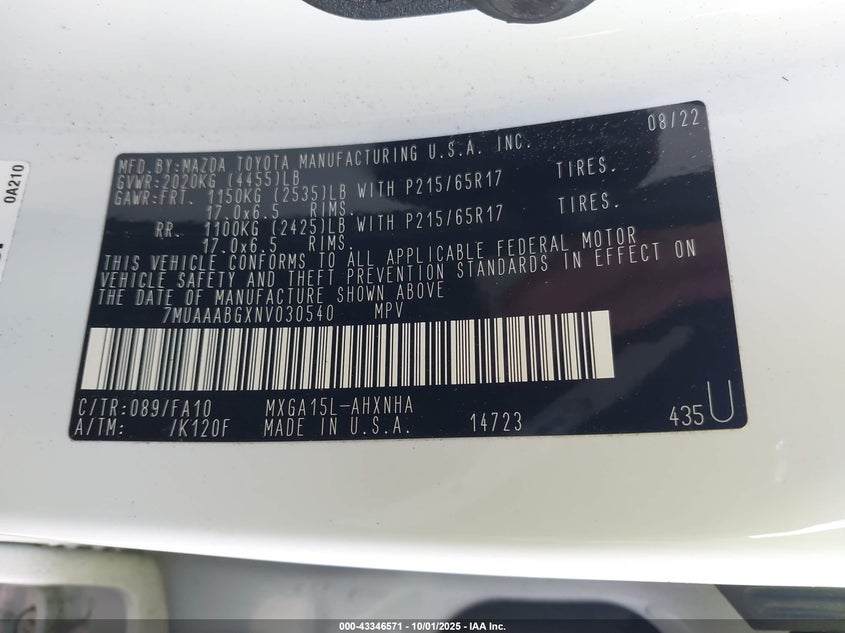 08/22
MFD.BY:MAZDA TOYOTA MANUFACTURING U.S.A. INC.
GVWR:2020KG (4455)LB
GAWR:FRT. 1150KG (2535)LB WITH P215/65R17 TIRES.
17.0x6.5 RIMS.
RR. 1100KG (2425)LB WITH P215/65R17 TIRES.
17.0x6.5 RIMS.
THIS VEHICLE CONFORMS TO ALL APPLICABLE FEDERAL MOTOR
VEHICLE SAFETY AND THEFT PREVENTION STANDARDS IN EFFECT ON
THE DATE OF MANUFACTURE SHOWN ABOVE
7MUAAABGXNV030540 MPV
C/TR:089/FA10 MXGA15L-AHXNHA
A/TM: /K120F MADE IN U.S.A. 14723 435U
0A210
000-43346571 | 10/01/2025 - IAA Inc.